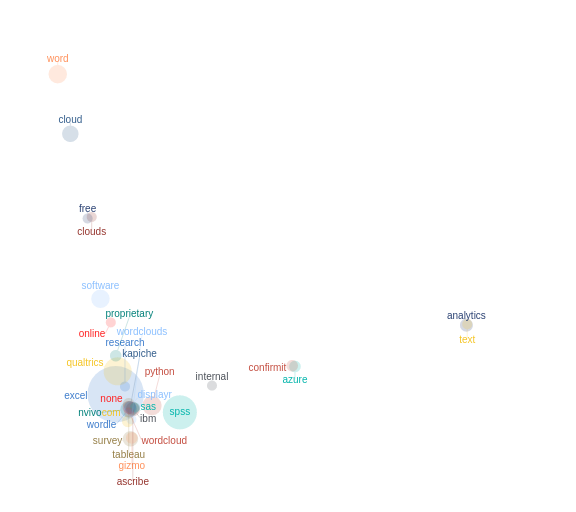 word
cloud
free
clouds
software
proprietary
analytics
online
wordclouds
text
research
kapiche
qualtrics
confirmit
python
internal
azure
excel
none
displayr
nvivo
eom
sas
spss
wordle
ibm
survey
wordcloud
tableau
gizmo
ascribe